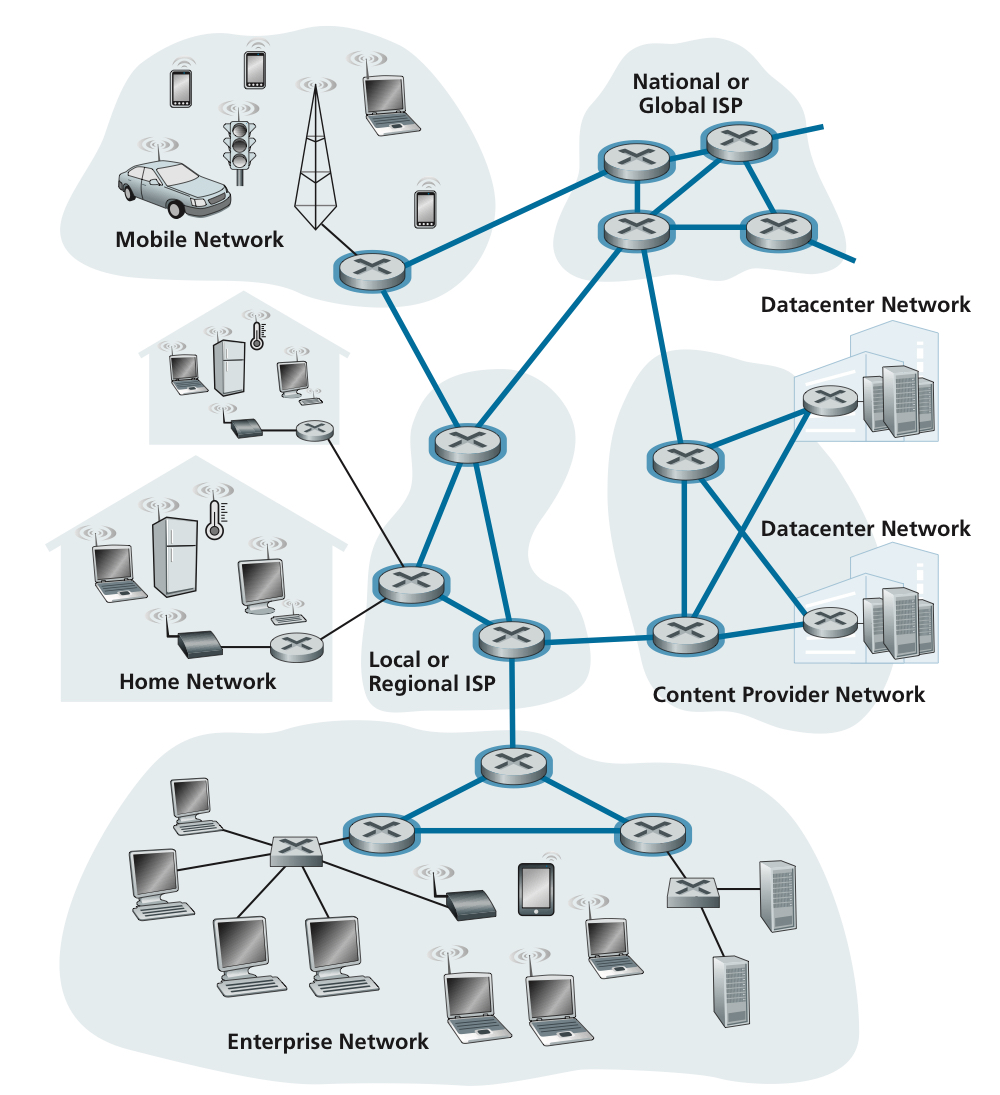 National or
Global ISP
Mobile Network
Datacenter Network
Datacenter Network
Local or
Regional ISP
Home Network
Content Provider Network
Enterprise Network